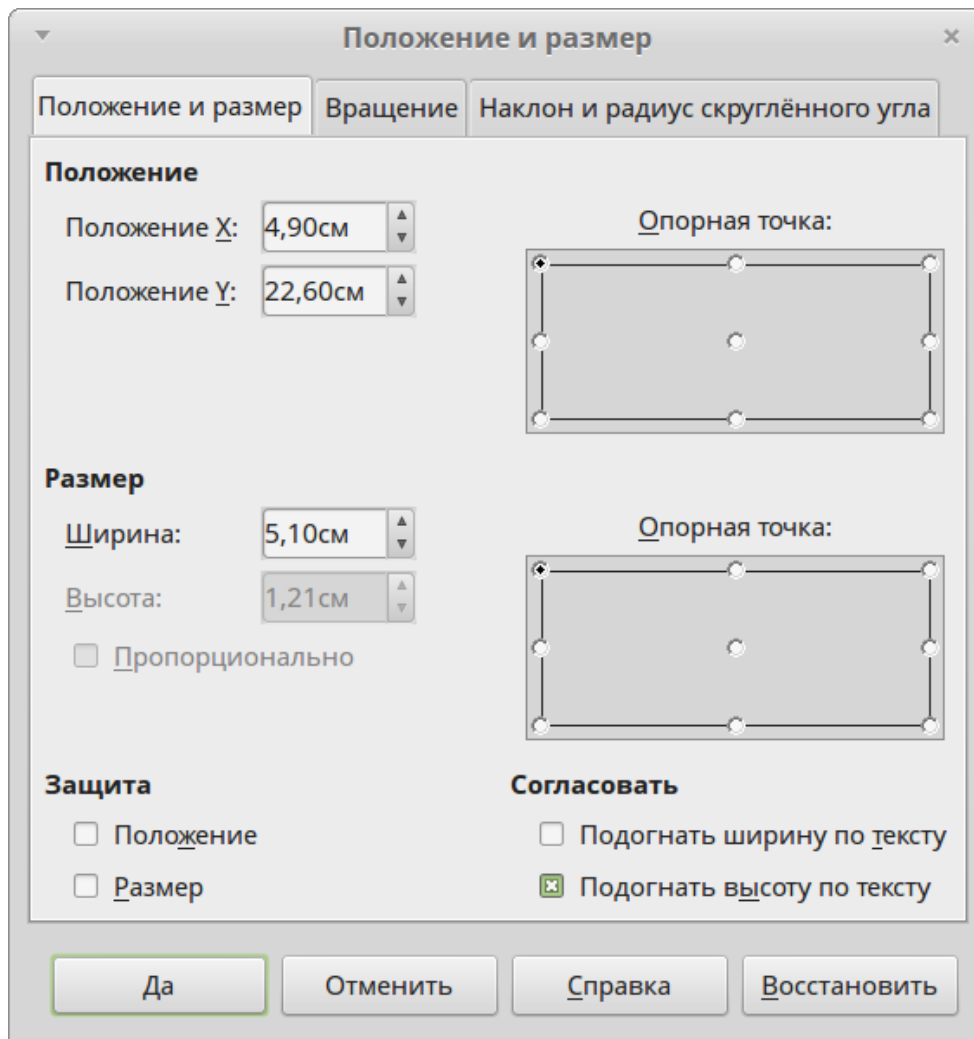 Положение и размер
Положение и размер Вращение Наклон и радиус скруглённого угла
Положение
Положение X: 4,90см
Опорная точка:
Положение Y: 22,60см
Размер
Ширина: 5,10см
Опорная точка:
Высота: 1,21см
Пропорционально
Защита Согласовать
Положение Подогнать ширину по тексту
Размер Подогнать высоту по тексту
Да Отменить Справка Восстановить